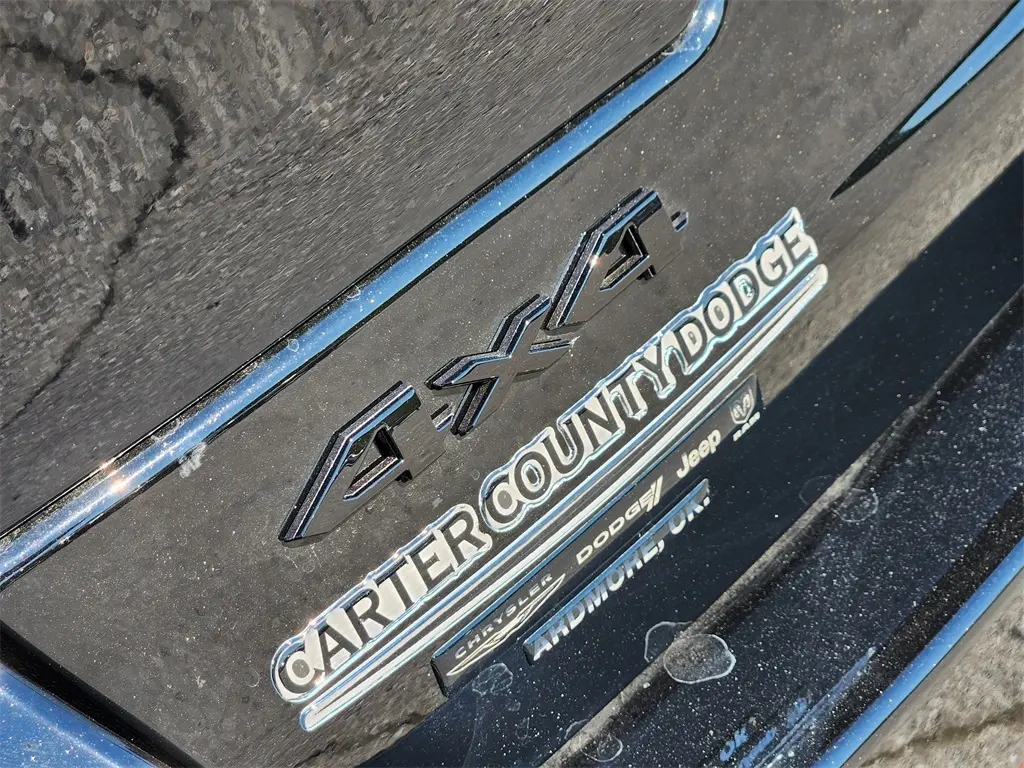 4X4
CARTER COUNTY DODGE
CHRYSLER DODGE Jeep RAM
ARDMORE, OK.